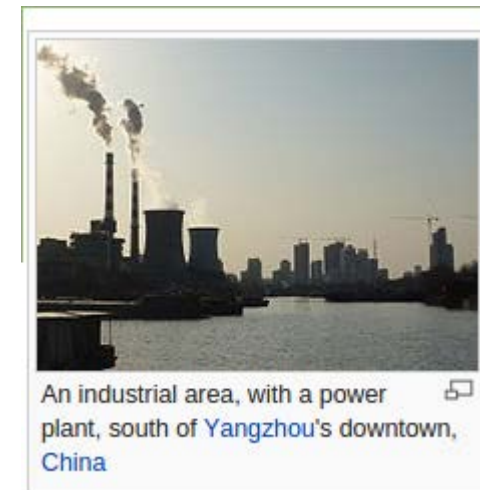 An industrial area, with a power
plant, south of Yangzhou's downtown,
China